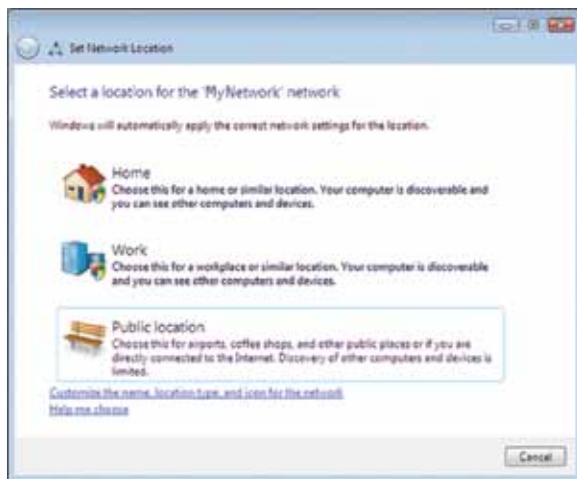 Set Network Location
Select a location for the 'MyNetwork' network
Windows will automatically apply the correct network settings for the location.
Home
Choose this for a home or similar location. Your computer is discoverable and
you can see other computers and devices.
Work
Choose this for a workplace or similar location. Your computer is discoverable
and you can see other computers and devices.
Public location
Choose this for airports, coffee shops, and other public places or if you are
directly connected to the Internet. Discovery of other computers and devices is
limited.
Customize the name, location type, and icon for the network
Help me choose
Cancel